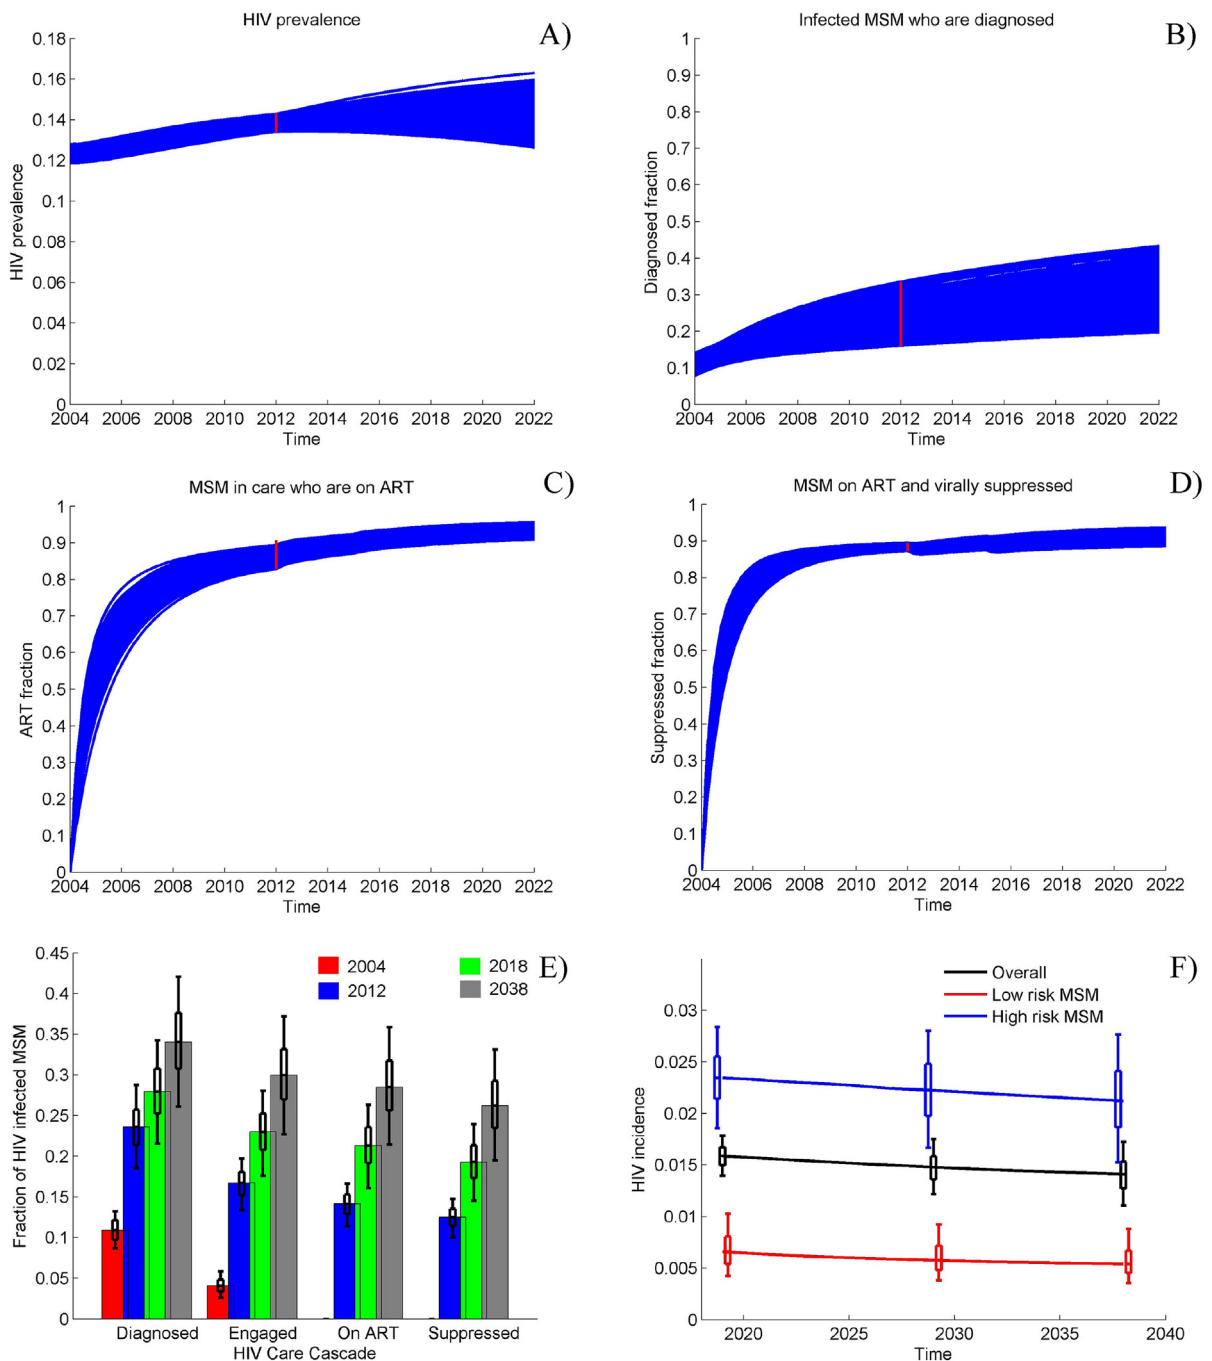 HIV prevalence
A)
0.18
0.16
0.14
0.12
0.1
0.08
0.06
0.04
0.02
0
HIV prevalence
2004 2006 2008 2010 2012 2014 2016 2018 2020 2022
Time
Infected MSM who are diagnosed
B)
1
0.9
0.8
0.7
0.6
0.5
0.4
0.3
0.2
0.1
0
Diagnosed fraction
2004 2006 2008 2010 2012 2014 2016 2018 2020 2022
Time
MSM in care who are on ART
C)
1
0.9
0.8
0.7
0.6
0.5
0.4
0.3
0.2
0.1
0
ART fraction
2004 2006 2008 2010 2012 2014 2016 2018 2020 2022
Time
MSM on ART and virally suppressed
D)
1
0.9
0.8
0.7
0.6
0.5
0.4
0.3
0.2
0.1
0
Suppressed fraction
2004 2006 2008 2010 2012 2014 2016 2018 2020 2022
Time
E)
2004 2018
2012 2038
0.45
0.4
0.35
0.3
0.25
0.2
0.15
0.1
0.05
0
Fraction of HIV infected MSM
Diagnosed Engaged On ART Suppressed
HIV Care Cascade
F)
Overall
Low risk MSM
High risk MSM
0.03
0.025
0.02
0.015
0.01
0.005
0
HIV incidence
2020 2025 2030 2035 2040
Time